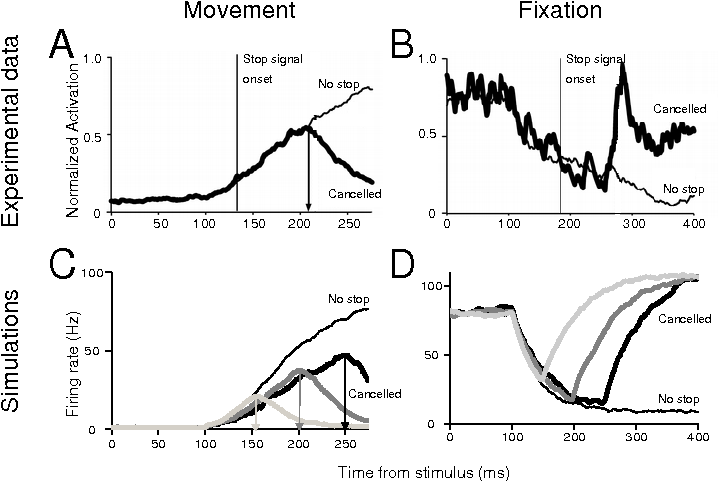 Movement
Fixation
Experimental data
A
Normalized Activation
1.0
0.5
0
Stop signal
onset
No stop
Cancelled
0
50
100
150
200
250
B
1.0
0.5
0
Stop signal
onset
Cancelled
No stop
0
100
200
300
400
Simulations
C
Firing rate (Hz)
100
50
0
No stop
Cancelled
0
50
100
150
200
250
D
100
50
0
Cancelled
No stop
0
100
200
300
400
Time from stimulus (ms)